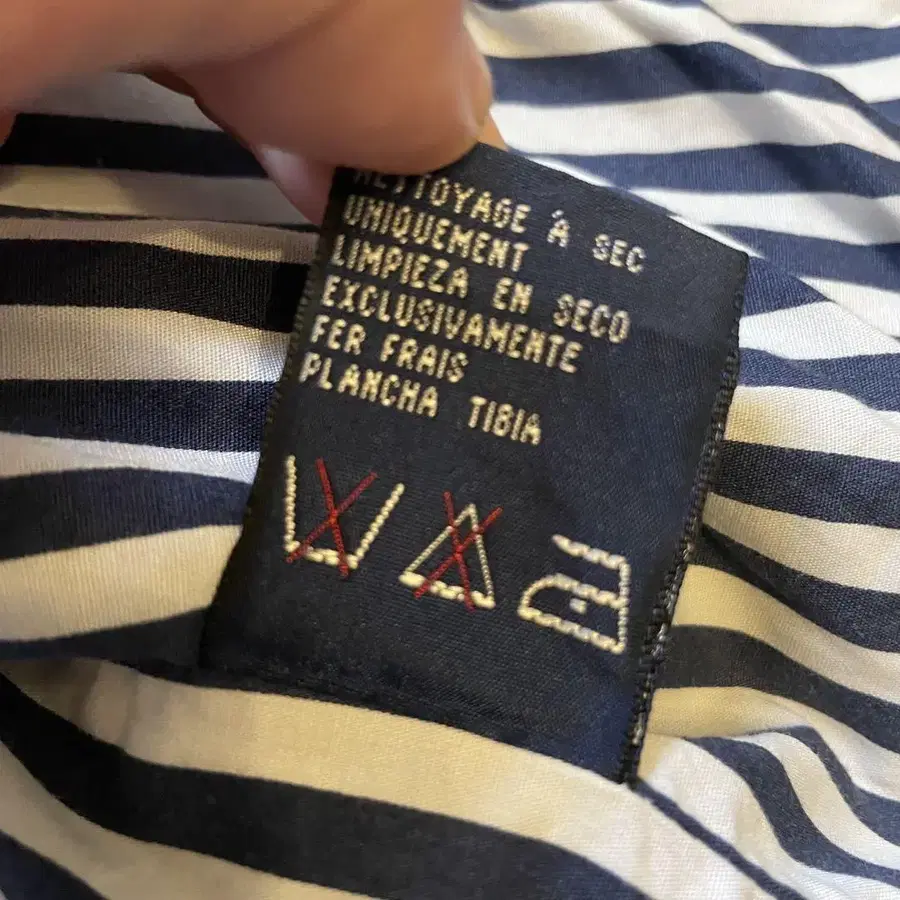 NETTOYAGE À SEC
UNIQUEMENT
LIMPIEZA EN SECO
EXCLUSIVAMENTE
FER FRAIS
PLANCHA TIBIA